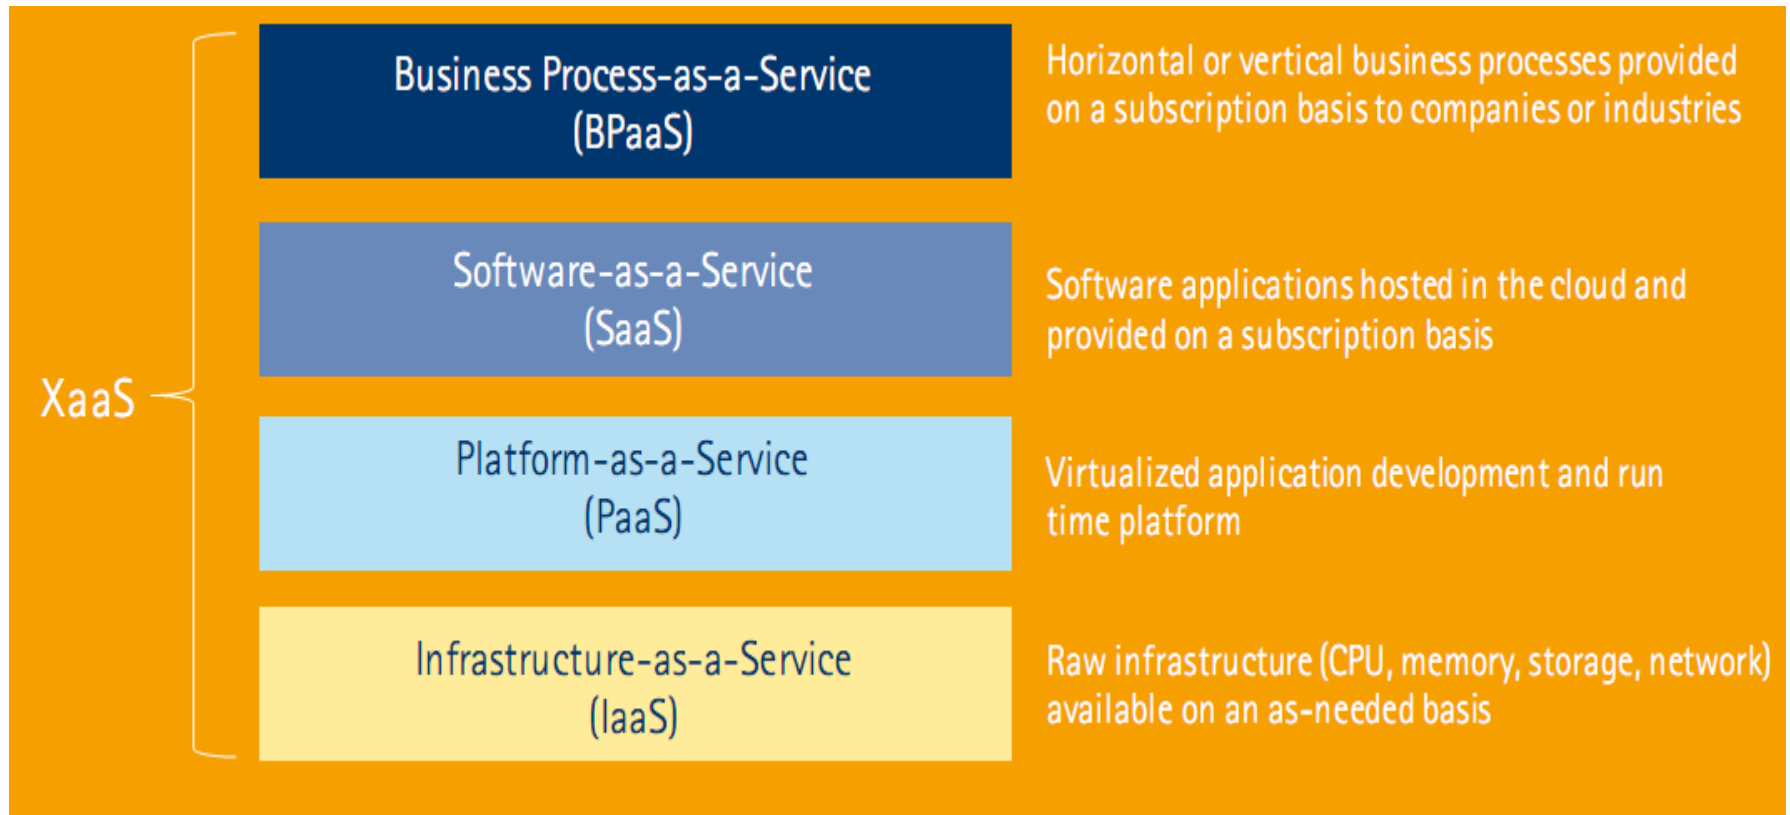 Business Process-as-a-Service
(BPaaS)
Horizontal or vertical business processes provided
on a subscription basis to companies or industries
Software-as-a-Service
(SaaS)
Software applications hosted in the cloud and
provided on a subscription basis
XaaS
Platform-as-a-Service
(PaaS)
Virtualized application development and run
time platform
Infrastructure-as-a-Service
(IaaS)
Raw infrastructure (CPU, memory, storage, network)
available on an as-needed basis